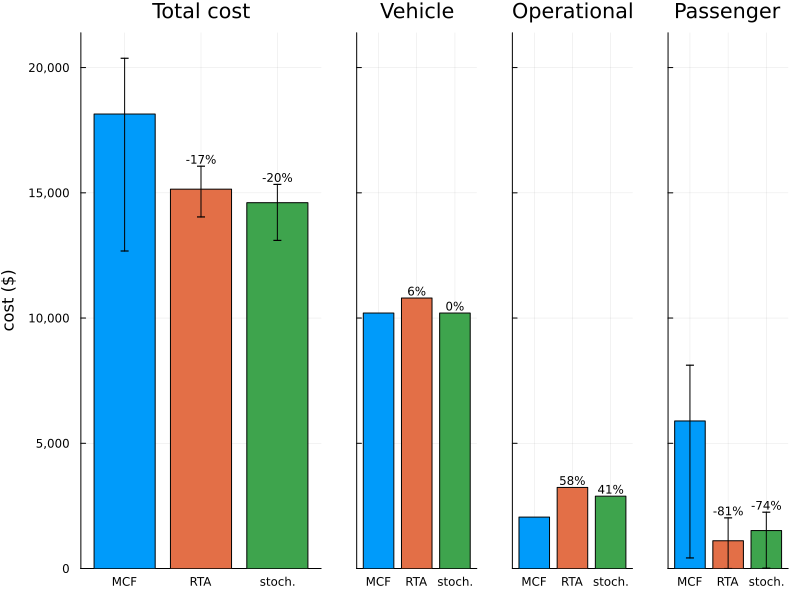 Total cost
Vehicle
Operational
Passenger
cost ($)
20,000
15,000
10,000
5,000
0
-17%
-20%
6%
0%
58%
41%
-81%
-74%
MCF
RTA
stoch.
MCF
RTA
stoch.
MCF
RTA
stoch.
MCF
RTA
stoch.